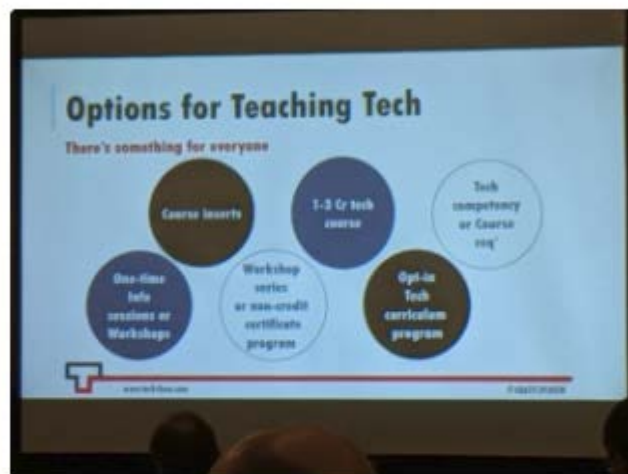 Options for Teaching Tech
There's something for everyone
Course inserts
1-3 Cr tech
course
Tech
competency
or Course
req'
One-time
Info
sessions or
Workshops
Workshop
series
or non-credit
certificate
program
Opt-in
Tech
curriculum
program